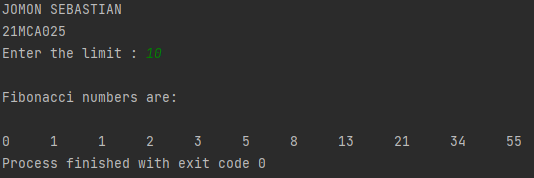 JOMON SEBASTIAN
21MCA025
Enter the limit : 10
Fibonacci numbers are:
0 1 1 2 3 5 8 13 21 34 55
Process finished with exit code 0